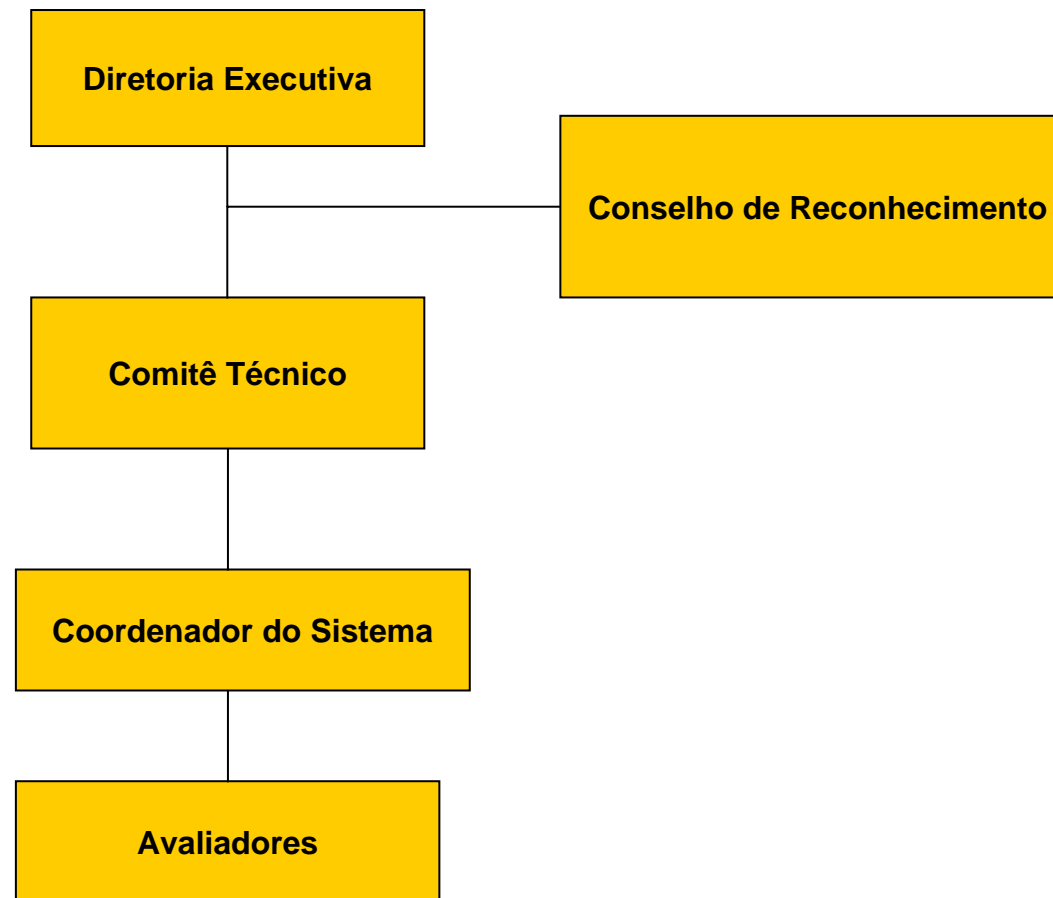 Diretoria Executiva
Conselho de Reconhecimento
Comitê Técnico
Coordenador do Sistema
Avaliadores